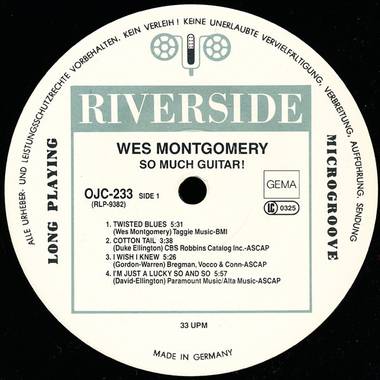 ALLE URHEBER- UND LEISTUNGSSCHUTZRECHTE VORBEHALTEN. KEIN VERLEIH! KEINE UNERLAUBTE VERVIELFÄLTIGUNG, VERBREITUNG, AUFFÜHRUNG, SENDUNG
RIVERSIDE
LONG PLAYING
MICROGROOVE
WES MONTGOMERY
SO MUCH GUITAR!
OJC-233 SIDE 1
(RLP-9382)
GEMA
LC 0325
1. TWISTED BLUES 5:31
(Wes Montgomery) Taggie Music-BMI
2. COTTON TAIL 3:38
(Duke Ellington) CBS Robbins Catalog Inc.-ASCAP
3. I WISH I KNEW 5:26
(Gordon-Warren) Bregman, Vocco & Conn-ASCAP
4. I'M JUST A LUCKY SO AND SO 5:57
(David-Ellington) Paramount Music/Alta Music-ASCAP
33 UPM
MADE IN GERMANY